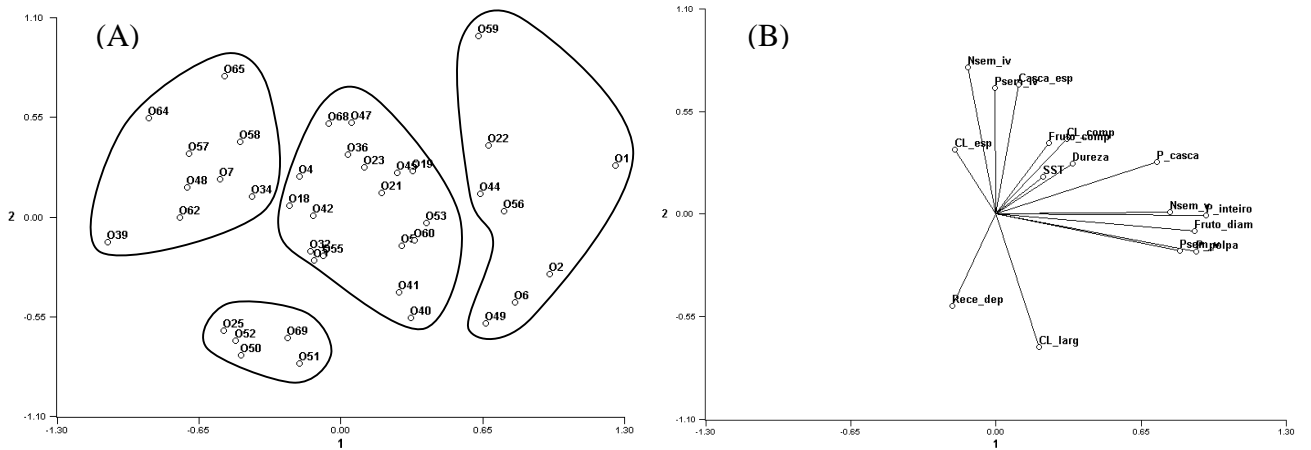 (A)
1.10
0.55
0.00
-0.55
-1.10
2
-1.30
-0.65
0.00
0.65
1.30
1
O59
O65
O64
O58
O57
O7
O48
O34
O62
O39
O68
O47
O36
O23
O45
O19
O4
O21
O18
O42
O53
O60
O32
O55
O41
O40
O22
O1
O44
O56
O2
O6
O49
O25
O52
O50
O69
O51
(B)
1.10
0.55
0.00
-0.55
-1.10
2
-1.30
-0.65
0.00
0.65
1.30
1
Nsem_iv
Psem_iv
Casca_esp
CL_esp
CL_comp
Fruto_comp
Dureza
SST
P_casca
Nsem_v
P_inteiro
Fruto_diam
Psem_v
P_polpa
Rece_dep
CL_larg